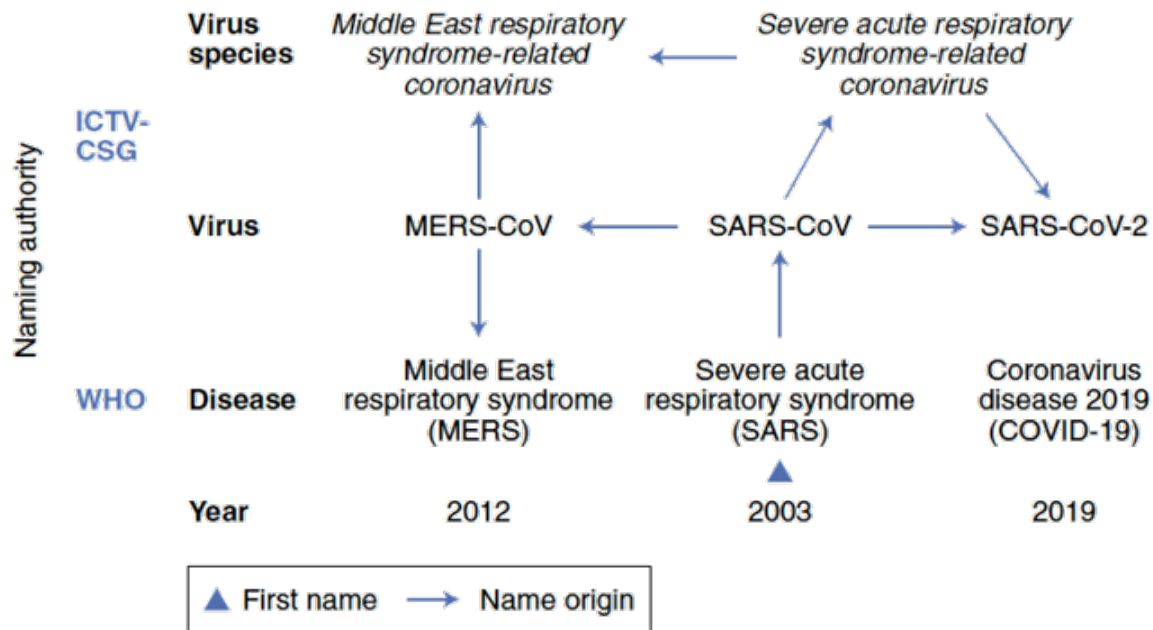 Naming authority
Virus species
Middle East respiratory
syndrome-related
coronavirus
Severe acute respiratory
syndrome-related
coronavirus
ICTV-
CSG
Virus
MERS-CoV
SARS-CoV
SARS-CoV-2
WHO
Disease
Middle East
respiratory syndrome
(MERS)
Severe acute
respiratory syndrome
(SARS)
Coronavirus
disease 2019
(COVID-19)
Year
2012
2003
2019
First name
Name origin